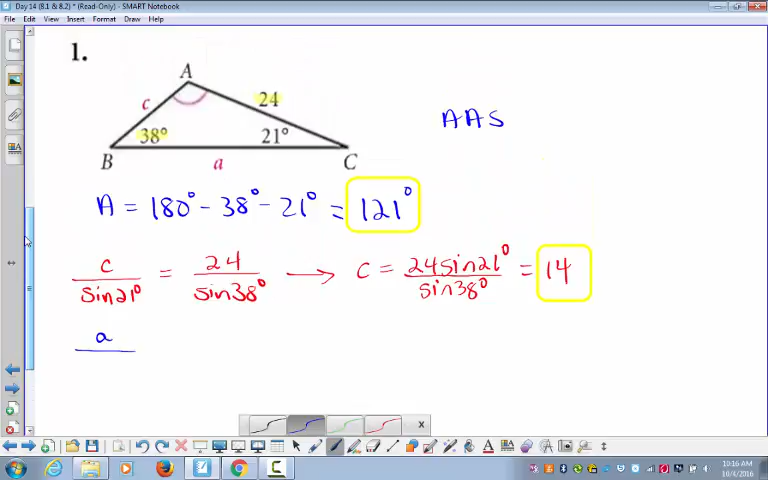 Day 14 (8.1 & 8.2) * (Read-Only) - SMART Notebook
File Edit View Insert Format Draw Help
1.
A
c 24
38° 21°
B a C
AAS
A = 180° - 38° - 21° = 121°
c / sin21° = 24 / sin38° → c = 24sin21° / sin38° = 14
a
x
A
10:16 AM
10/4/2016